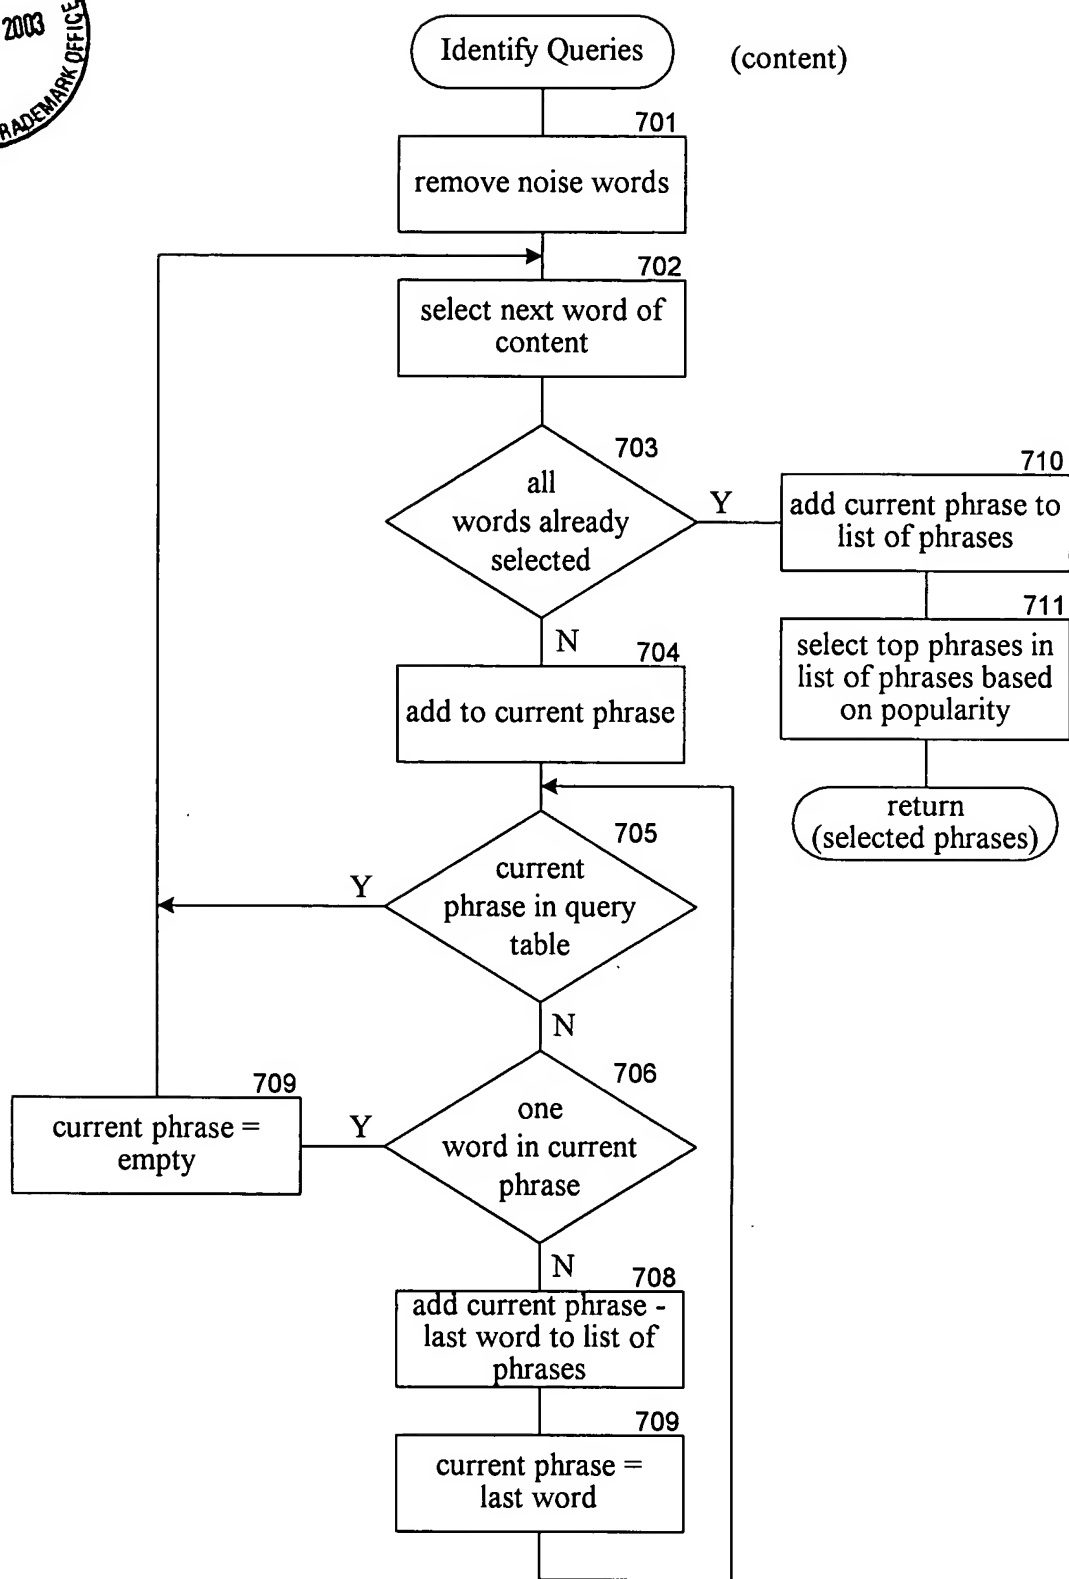 2003
RADEMARK OFFICE
Identify Queries
(content)
701
remove noise words
702
select next word of
content
703
all
words already
selected
Y
710
add current phrase to
list of phrases
711
select top phrases in
list of phrases based
on popularity
return
(selected phrases)
N
704
add to current phrase
705
current
phrase in query
table
Y
N
706
one
word in current
phrase
Y
709
current phrase =
empty
N
708
add current phrase -
last word to list of
phrases
709
current phrase =
last word